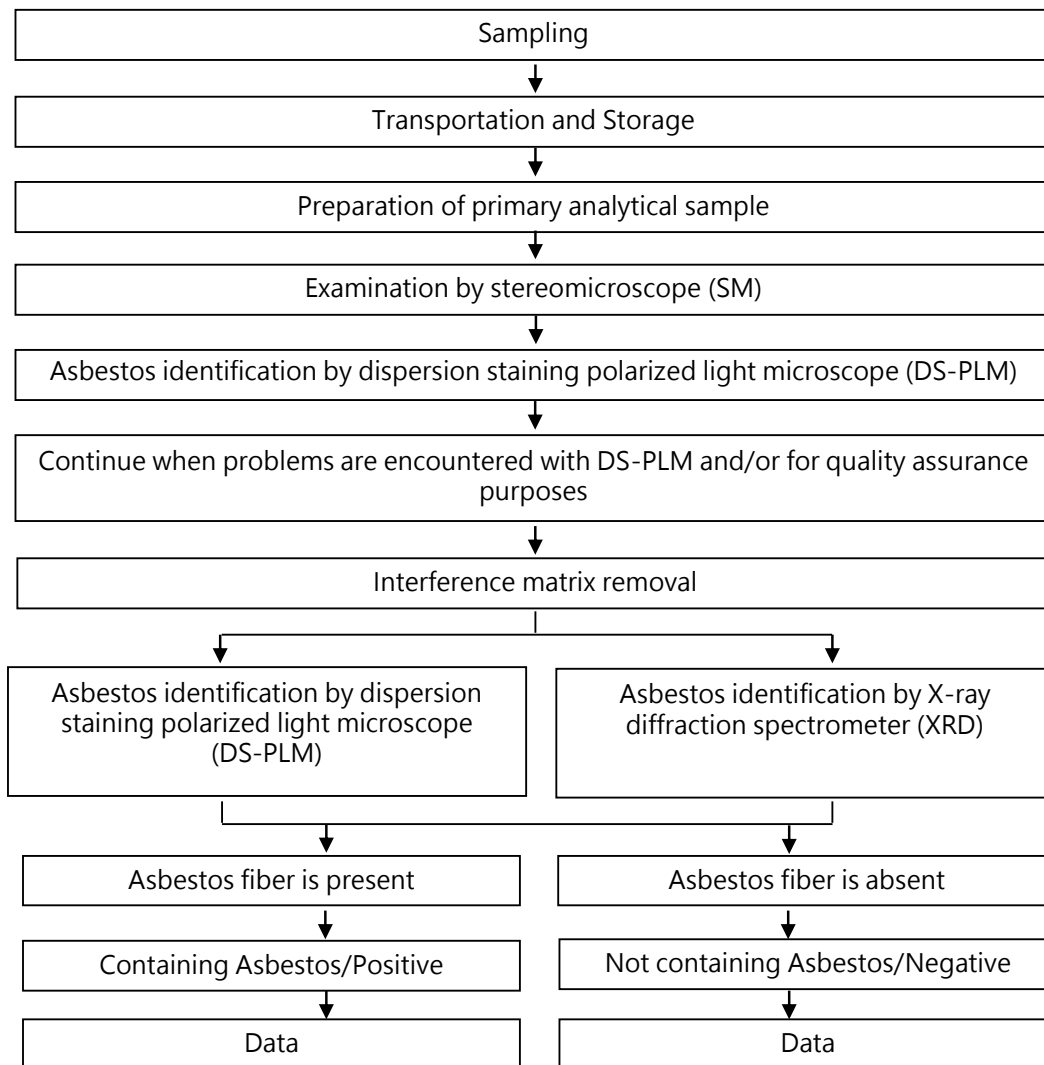 Sampling
Transportation and Storage
Preparation of primary analytical sample
Examination by stereomicroscope (SM)
Asbestos identification by dispersion staining polarized light microscope (DS-PLM)
Continue when problems are encountered with DS-PLM and/or for quality assurance
purposes
Interference matrix removal
Asbestos identification by dispersion
staining polarized light microscope
(DS-PLM)
Asbestos identification by X-ray
diffraction spectrometer (XRD)
Asbestos fiber is present
Asbestos fiber is absent
Containing Asbestos/Positive
Not containing Asbestos/Negative
Data
Data